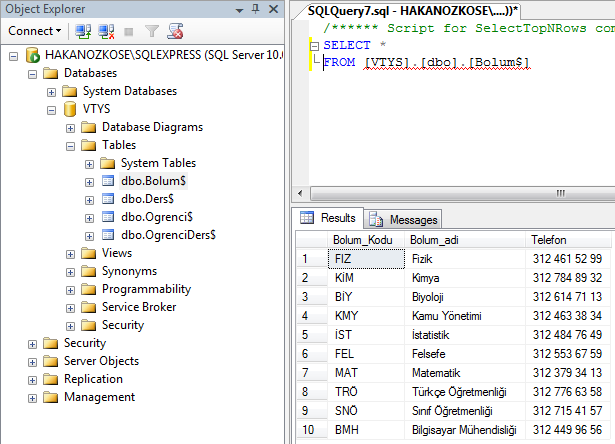 Object Explorer
Connect
HAKANOZKOSE\SQLEXPRESS (SQL Server 10.
Databases
System Databases
VTYS
Database Diagrams
Tables
System Tables
dbo.Bolum$
dbo.Ders$
dbo.Ogrenci$
dbo.OgrenciDers$
Views
Synonyms
Programmability
Service Broker
Security
Security
Server Objects
Replication
Management
SQLQuery7.sql - HAKANOZKOSE\....))*
/****** Script for SelectTopNRows com
SELECT *
FROM [VTYS].[dbo].[Bolum$]
Results Messages
Bolum_Kodu Bolum_adi Telefon
1 FİZ Fizik 312 461 52 99
2 KİM Kimya 312 784 89 32
3 BİY Biyoloji 312 614 71 13
4 KMY Kamu Yönetimi 312 463 38 34
5 İST İstatistik 312 484 76 49
6 FEL Felsefe 312 553 67 59
7 MAT Matematik 312 379 34 13
8 TRÖ Türkçe Öğretmenliği 312 776 63 58
9 SNÖ Sınıf Öğretmenliği 312 715 41 57
10 BMH Bilgisayar Mühendisliği 312 449 96 56